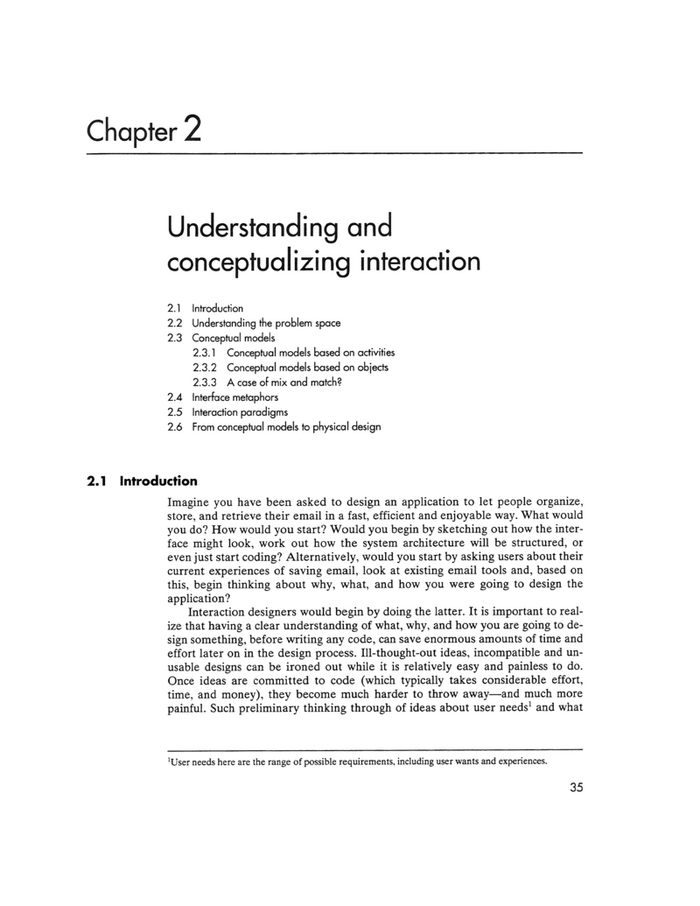 Chapter 2
Understanding and
conceptualizing interaction
2.1 Introduction
2.2 Understanding the problem space
2.3 Conceptual models
2.3.1 Conceptual models based on activities
2.3.2 Conceptual models based on objects
2.3.3 A case of mix and match?
2.4 Interface metaphors
2.5 Interaction paradigms
2.6 From conceptual models to physical design
2.1 Introduction
Imagine you have been asked to design an application to let people organize,
store, and retrieve their email in a fast, efficient and enjoyable way. What would
you do? How would you start? Would you begin by sketching out how the inter-
face might look, work out how the system architecture will be structured, or
even just start coding? Alternatively, would you start by asking users about their
current experiences of saving email, look at existing email tools and, based on
this, begin thinking about why, what, and how you were going to design the
application?
Interaction designers would begin by doing the latter. It is important to real-
ize that having a clear understanding of what, why, and how you are going to de-
sign something, before writing any code, can save enormous amounts of time and
effort later on in the design process. Ill-thought-out ideas, incompatible and un-
usable designs can be ironed out while it is relatively easy and painless to do.
Once ideas are committed to code (which typically takes considerable effort,
time, and money), they become much harder to throw away—and much more
painful. Such preliminary thinking through of ideas about user needs¹ and what
¹User needs here are the range of possible requirements, including user wants and experiences.
35